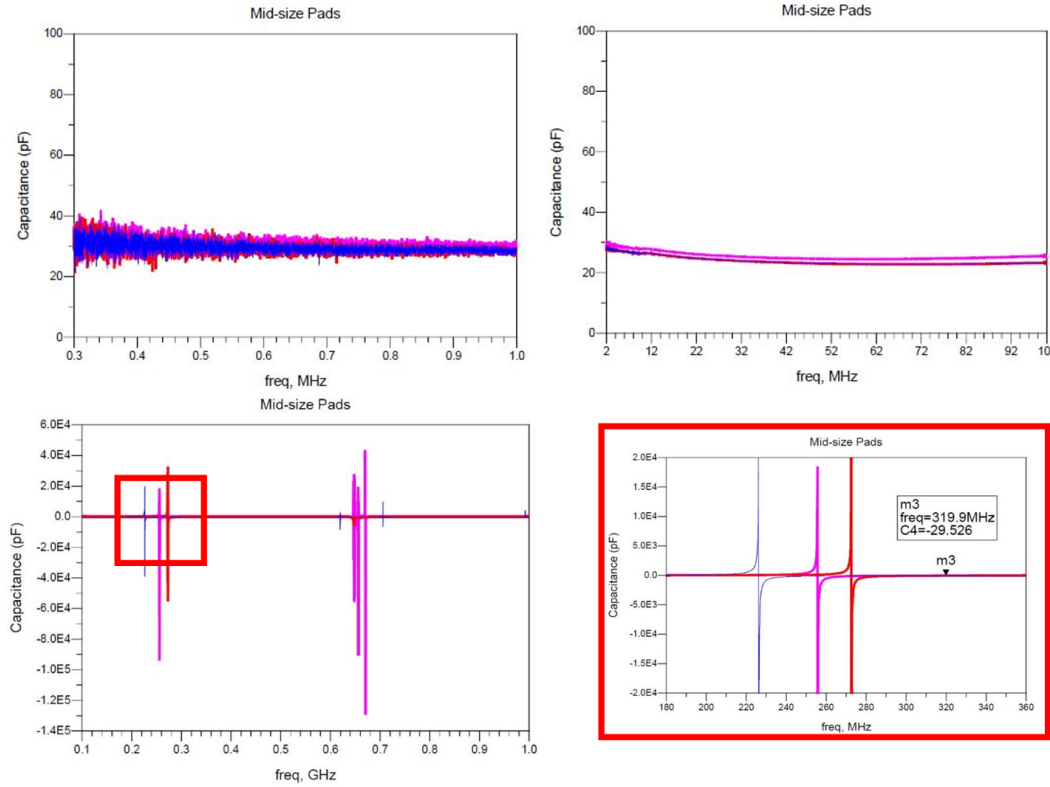 Mid-size Pads
Capacitance (pF)
100
80
60
40
20
0
0.3 0.4 0.5 0.6 0.7 0.8 0.9 1.0
freq, MHz
Mid-size Pads
Capacitance (pF)
100
80
60
40
20
0
2 12 22 32 42 52 62 72 82 92 10
freq, MHz
Mid-size Pads
Capacitance (pF)
6.0E4
4.0E4
2.0E4
0.0
-2.0E4
-4.0E4
-6.0E4
-8.0E4
-1.0E5
-1.2E5
-1.4E5
0.1 0.2 0.3 0.4 0.5 0.6 0.7 0.8 0.9 1.0
freq, GHz
Mid-size Pads
Capacitance (pF)
2.0E4
1.5E4
1.0E4
5.0E3
0.0
-5.0E3
-1.0E4
-1.5E4
-2.0E4
m3
freq=319.9MHz
C4=-29.526
m3
180 200 220 240 260 280 300 320 340 360
freq, MHz